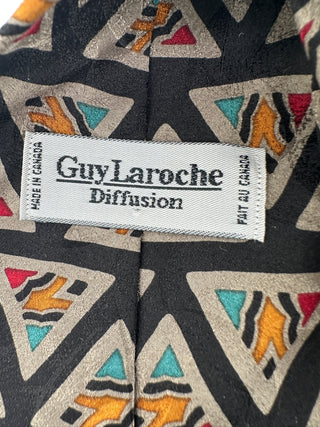 MADE IN CANADA
Guy Laroche
Diffusion
FAIT AU CANADA